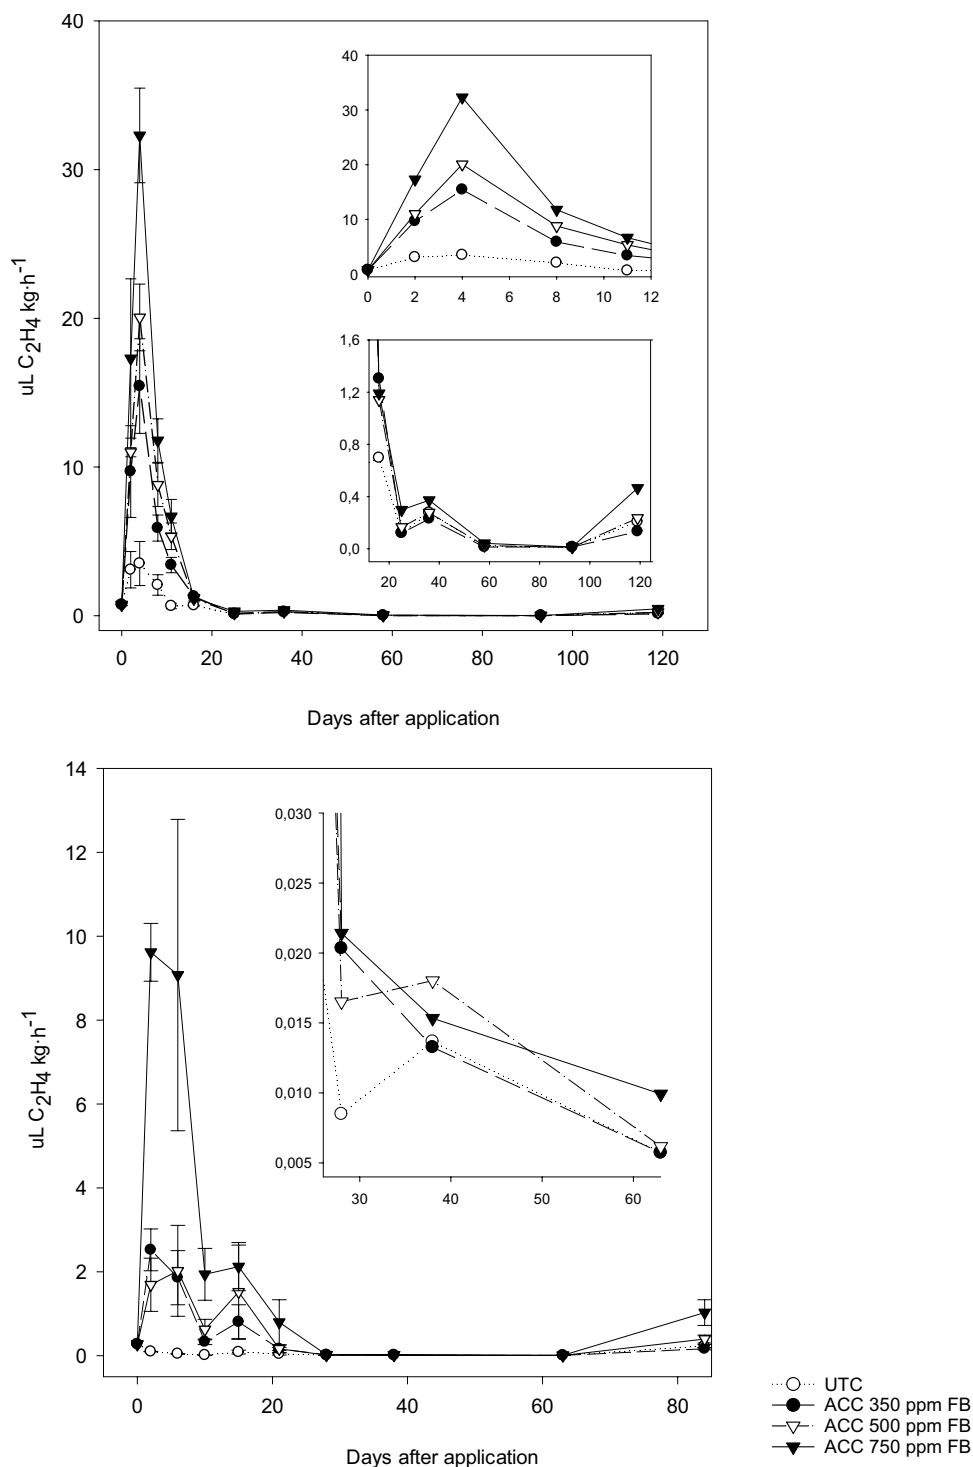 40
30
20
10
0
uL C2H4 kg·h-1
0 20 40 60 80 100 120
Days after application
40
30
20
10
0
0 2 4 6 8 10 12
1,6
1,2
0,8
0,4
0,0
20 40 60 80 100 120
14
12
10
8
6
4
2
0
uL C2H4 kg·h-1
0 20 40 60 80
Days after application
0,030
0,025
0,020
0,015
0,010
0,005
30 40 50 60
UTC
ACC 350 ppm FB
ACC 500 ppm FB
ACC 750 ppm FB